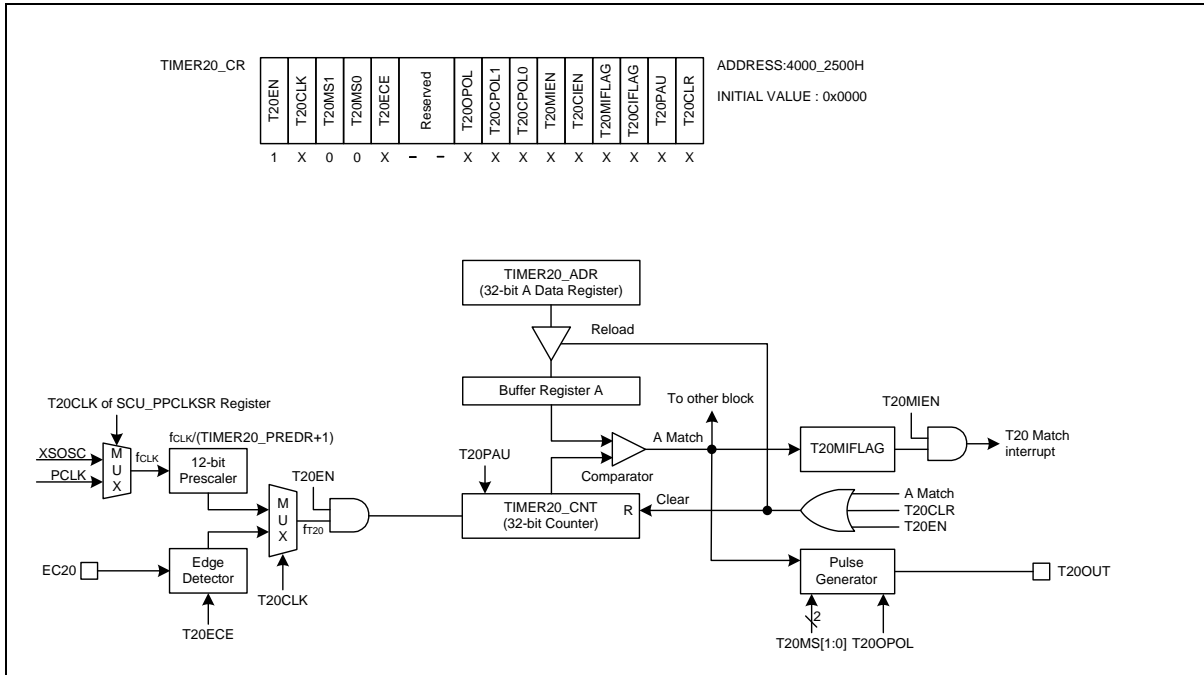 TIMER20_CR
T20EN
T20CLK
T20MS1
T20MS0
T20ECE
Reserved
T20OPOL
T20CPOL1
T20CPOL0
T20MIEN
T20CIEN
T20MIFLAG
T20CIFLAG
T20PAU
T20CLR
ADDRESS:4000_2500H
INITIAL VALUE : 0x0000
1 X 0 0 X – – X X X X X X X X X
TIMER20_ADR
(32-bit A Data Register)
Reload
Buffer Register A
To other block
T20CLK of SCU_PPCLKSR Register
T20MIEN
fCLK/(TIMER20_PREDR+1)
A Match
XSOSC
PCLK
MUX
fCLK
12-bit
Prescaler
T20PAU
Comparator
T20MIFLAG
T20 Match
interrupt
T20EN
MUX
fT20
TIMER20_CNT
(32-bit Counter)
R
Clear
A Match
T20CLR
T20EN
EC20
Edge
Detector
T20CLK
T20ECE
Pulse
Generator
T20OUT
2
T20MS[1:0]
T20OPOL